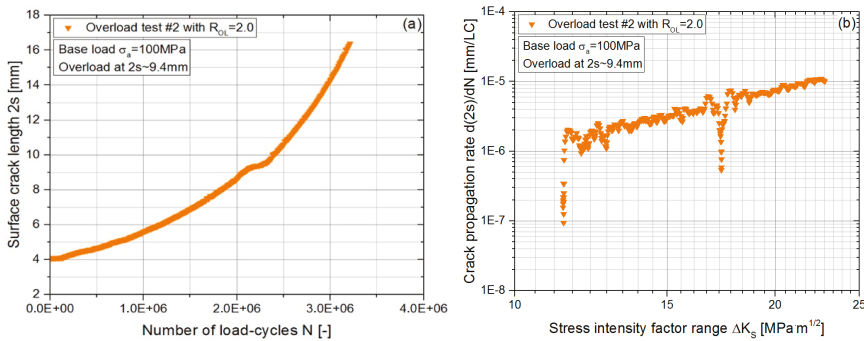 (a)
Overload test #2 with R_OL=2.0
Base load σ_a=100MPa
Overload at 2s~9.4mm
Surface crack length 2s [mm]
18
16
14
12
10
8
6
4
2
0.0E+00 1.0E+06 2.0E+06 3.0E+06 4.0E+06
Number of load-cycles N [-]
(b)
Overload test #2 with R_OL=2.0
Base load σ_a=100MPa
Overload at 2s~9.4mm
Crack propagation rate d(2s)/dN [mm/LC]
1E-4
1E-5
1E-6
1E-7
1E-8
10 15 20 25
Stress intensity factor range ΔK_S [MPa·m^1/2]